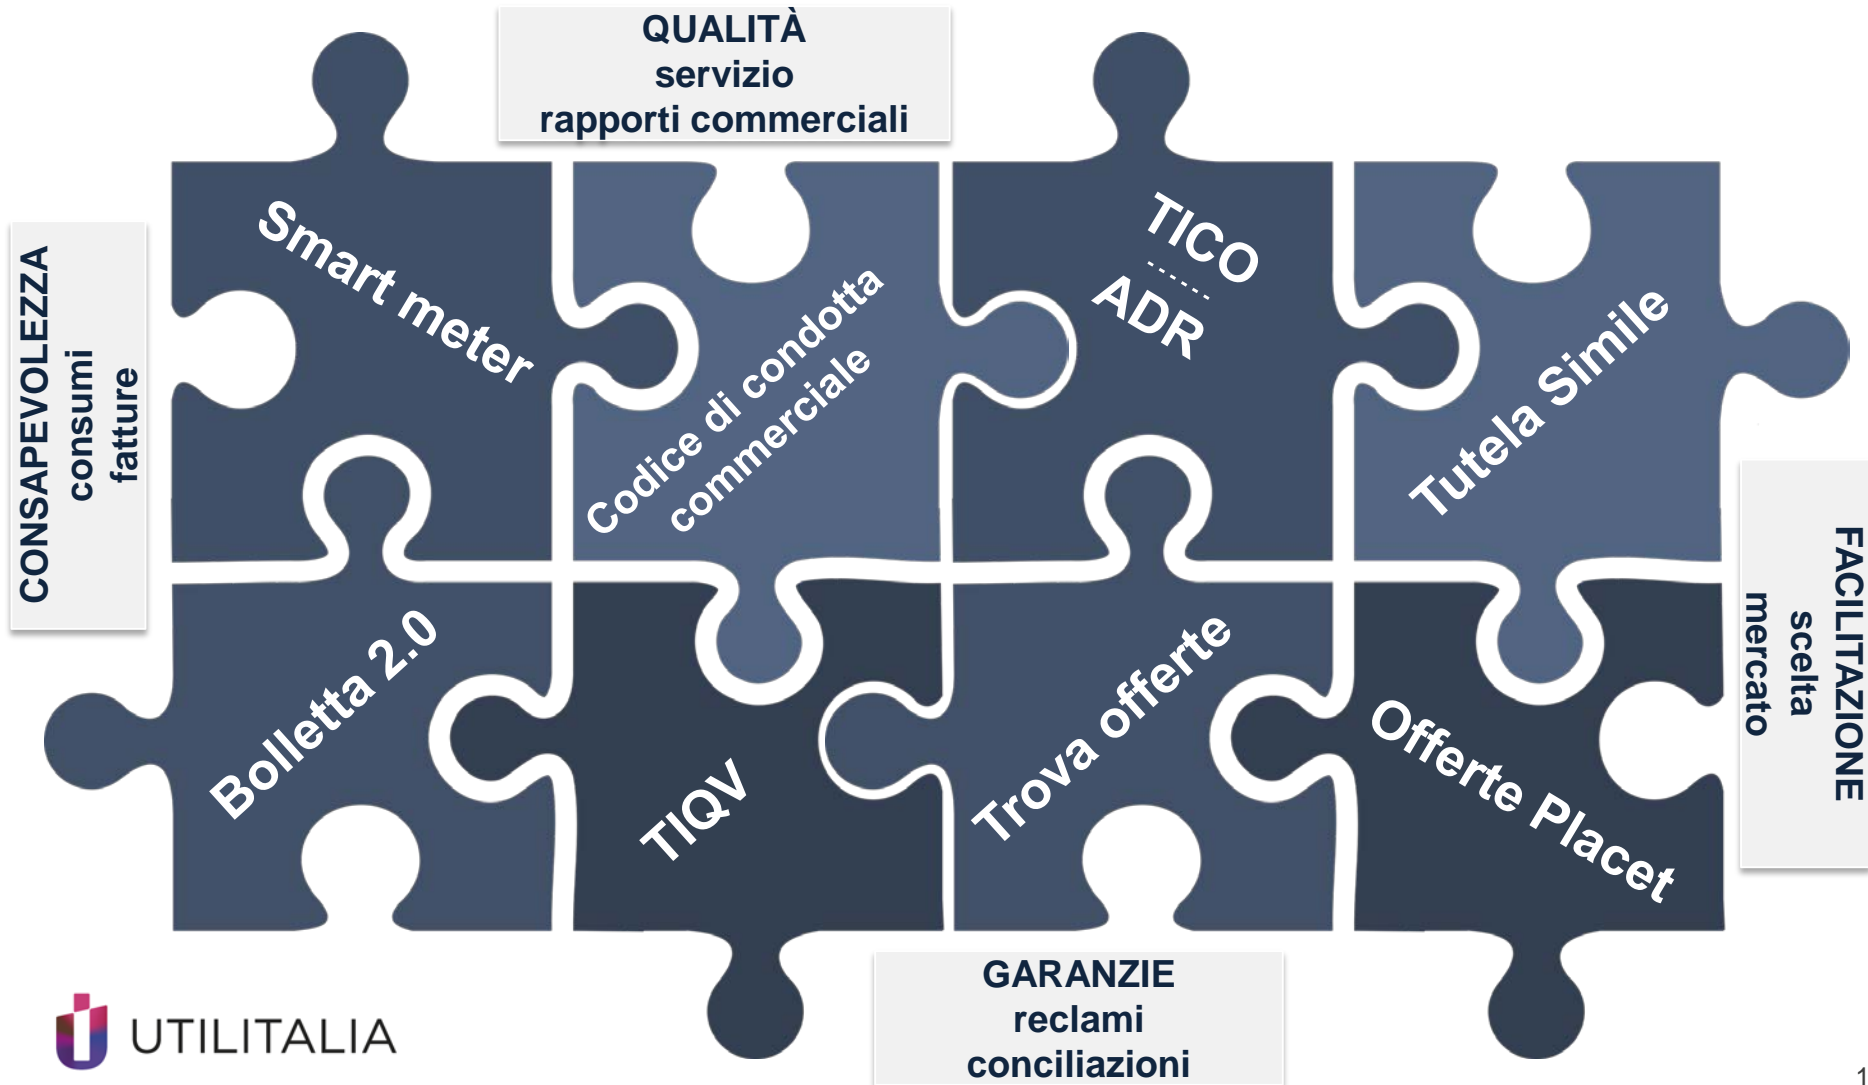 QUALITÀ
servizio
rapporti commerciali
CONSAPEVOLEZZA
consumi
fatture
Smart meter
Codice di condotta
commerciale
TICO
ADR
Tutela Simile
Bolletta 2.0
TIQV
Trova offerte
Offerte Placet
FACILITAZIONE
scelta
mercato
GARANZIE
reclami
conciliazioni
UTILITALIA
1